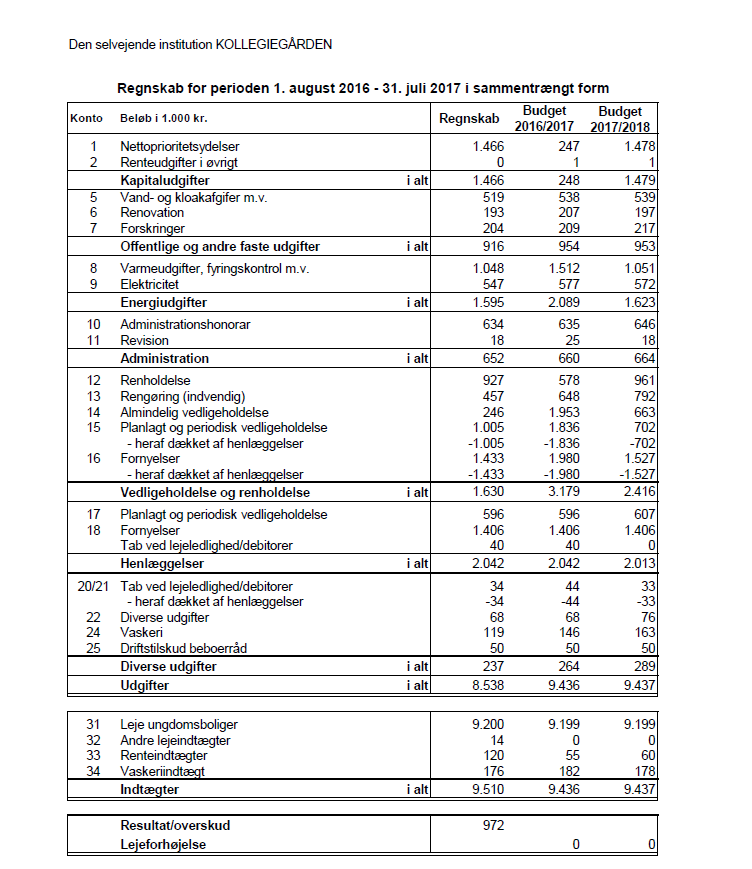 Den selvejende institution KOLLEGIEGÅRDEN
Regnskab for perioden 1. august 2016 - 31. juli 2017 i sammentrængt form
Konto Beløb i 1.000 kr. Regnskab Budget 2016/2017 Budget 2017/2018
1 Nettoprioritetsydelser 1.466 247 1.478
2 Renteudgifter i øvrigt 0 1 1
Kapitaludgifter i alt 1.466 248 1.479
5 Vand- og kloakafgifer m.v. 519 538 539
6 Renovation 193 207 197
7 Forskringer 204 209 217
Offentlige og andre faste udgifter i alt 916 954 953
8 Varmeudgifter, fyringskontrol m.v. 1.048 1.512 1.051
9 Elektricitet 547 577 572
Energiudgifter i alt 1.595 2.089 1.623
10 Administrationshonorar 634 635 646
11 Revision 18 25 18
Administration i alt 652 660 664
12 Renholdelse 927 578 961
13 Rengøring (indvendig) 457 648 792
14 Almindelig vedligeholdelse 246 1.953 663
15 Planlagt og periodisk vedligeholdelse 1.005 1.836 702
- heraf dækket af henlæggelser -1.005 -1.836 -702
16 Fornyelser 1.433 1.980 1.527
- heraf dækket af henlæggelser -1.433 -1.980 -1.527
Vedligeholdelse og renholdelse i alt 1.630 3.179 2.416
17 Planlagt og periodisk vedligeholdelse 596 596 607
18 Fornyelser 1.406 1.406 1.406
Tab ved lejeledlighed/debitorer 40 40 0
Henlæggelser i alt 2.042 2.042 2.013
20/21 Tab ved lejeledlighed/debitorer 34 44 33
- heraf dækket af henlæggelser -34 -44 -33
22 Diverse udgifter 68 68 76
24 Vaskeri 119 146 163
25 Driftstilskud beboerråd 50 50 50
Diverse udgifter i alt 237 264 289
Udgifter i alt 8.538 9.436 9.437
31 Leje ungdomsboliger 9.200 9.199 9.199
32 Andre lejeindtægter 14 0 0
33 Renteindtægter 120 55 60
34 Vaskeriindtægt 176 182 178
Indtægter i alt 9.510 9.436 9.437
Resultat/overskud 972
Lejeforhøjelse 0 0